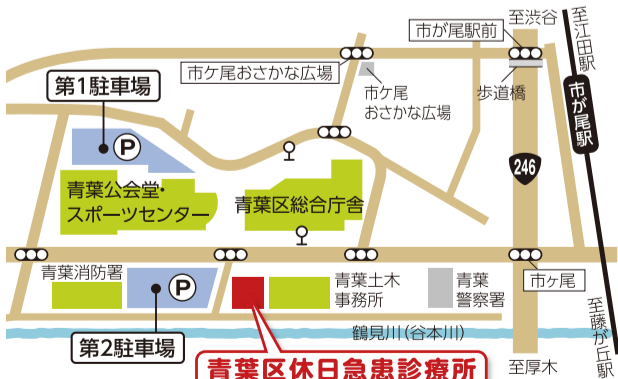 至渋谷
至江田駅
市が尾駅前
市ケ尾おさかな広場
第1駐車場
市ケ尾
おさかな広場
歩道橋
市が尾駅
P
246
青葉公会堂・
スポーツセンター
青葉区総合庁舎
青葉消防署
P
青葉土木
事務所
青葉
警察署
市ヶ尾
至藤が丘駅
鶴見川(谷本川)
第2駐車場
青葉区休日急患診療所
至厚木